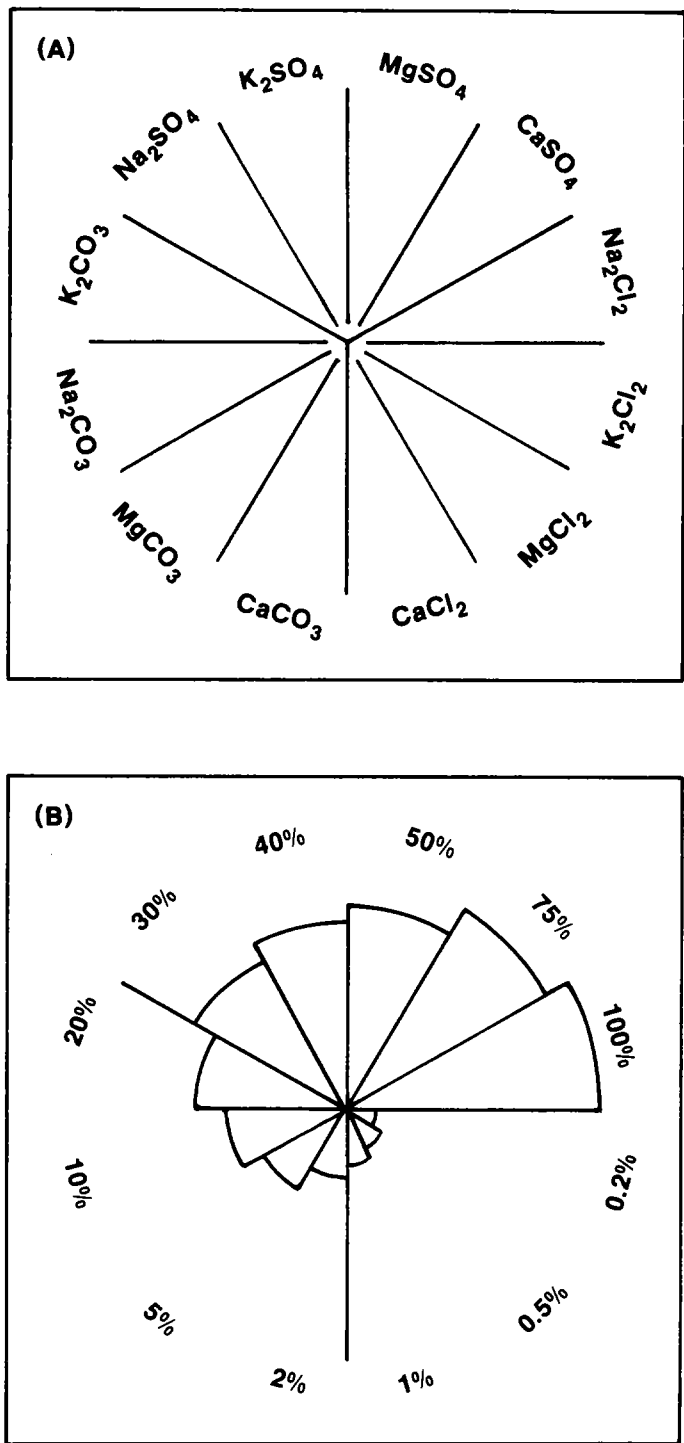 (A)
K₂SO₄
MgSO₄
Na₂SO₄
CaSO₄
K₂CO₃
Na₂Cl₂
Na₂CO₃
K₂Cl₂
MgCO₃
MgCl₂
CaCO₃
CaCl₂
(B)
40%
50%
30%
75%
20%
100%
10%
0.2%
5%
0.5%
2%
1%